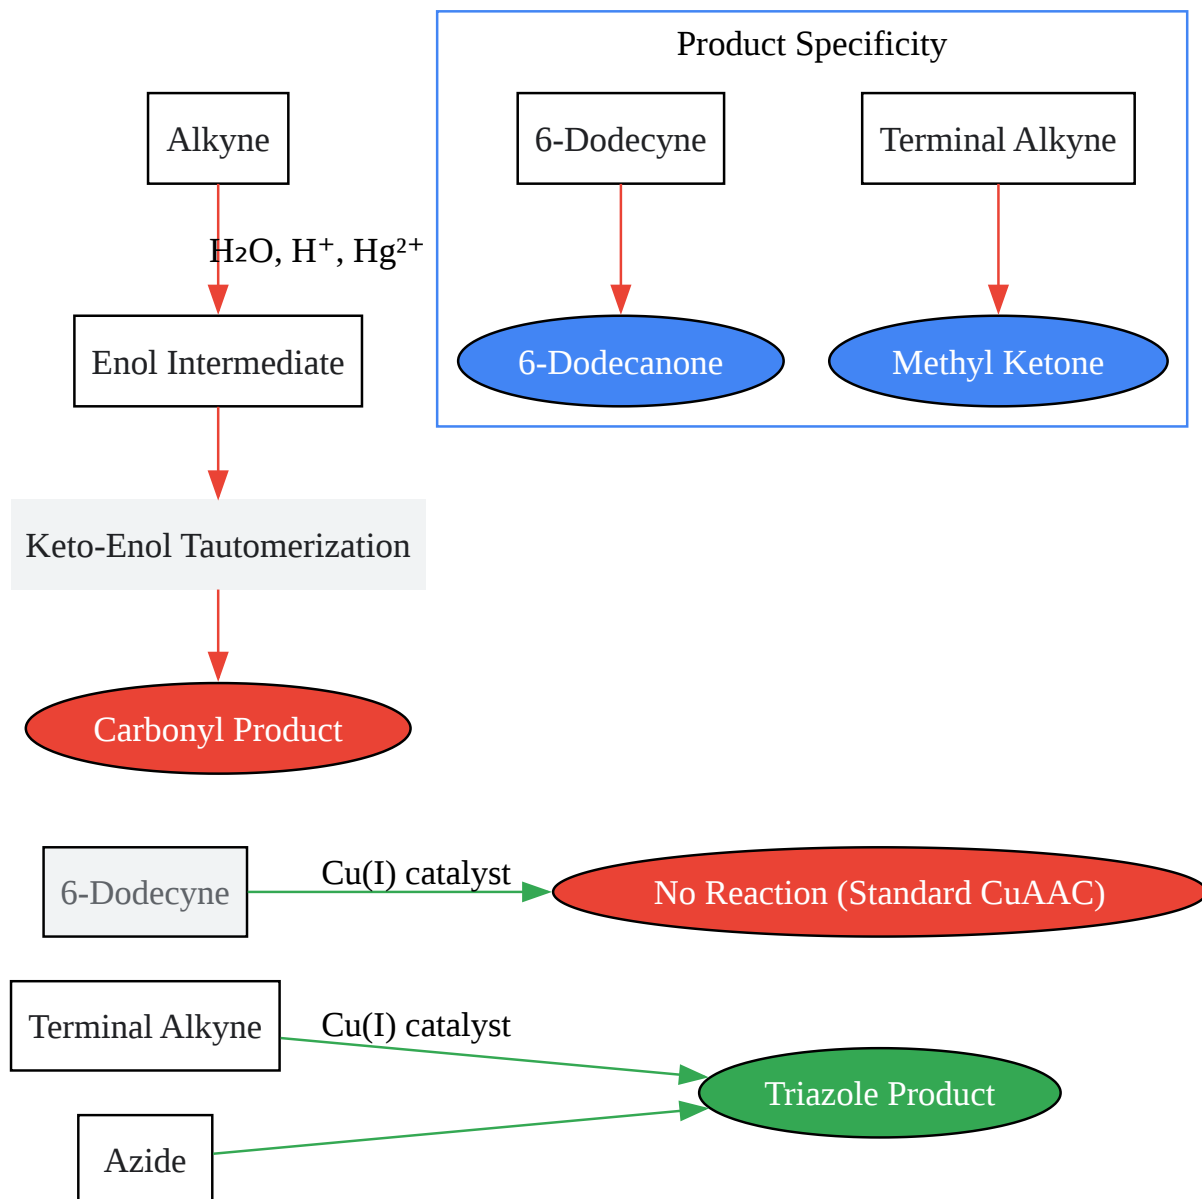 Product Specificity
Alkyne
6-Dodecyne
Terminal Alkyne
H₂O, H⁺, Hg²⁺
Enol Intermediate
6-Dodecanone
Methyl Ketone
Keto-Enol Tautomerization
Carbonyl Product
6-Dodecyne
Cu(I) catalyst
No Reaction (Standard CuAAC)
Terminal Alkyne
Cu(I) catalyst
Triazole Product
Azide